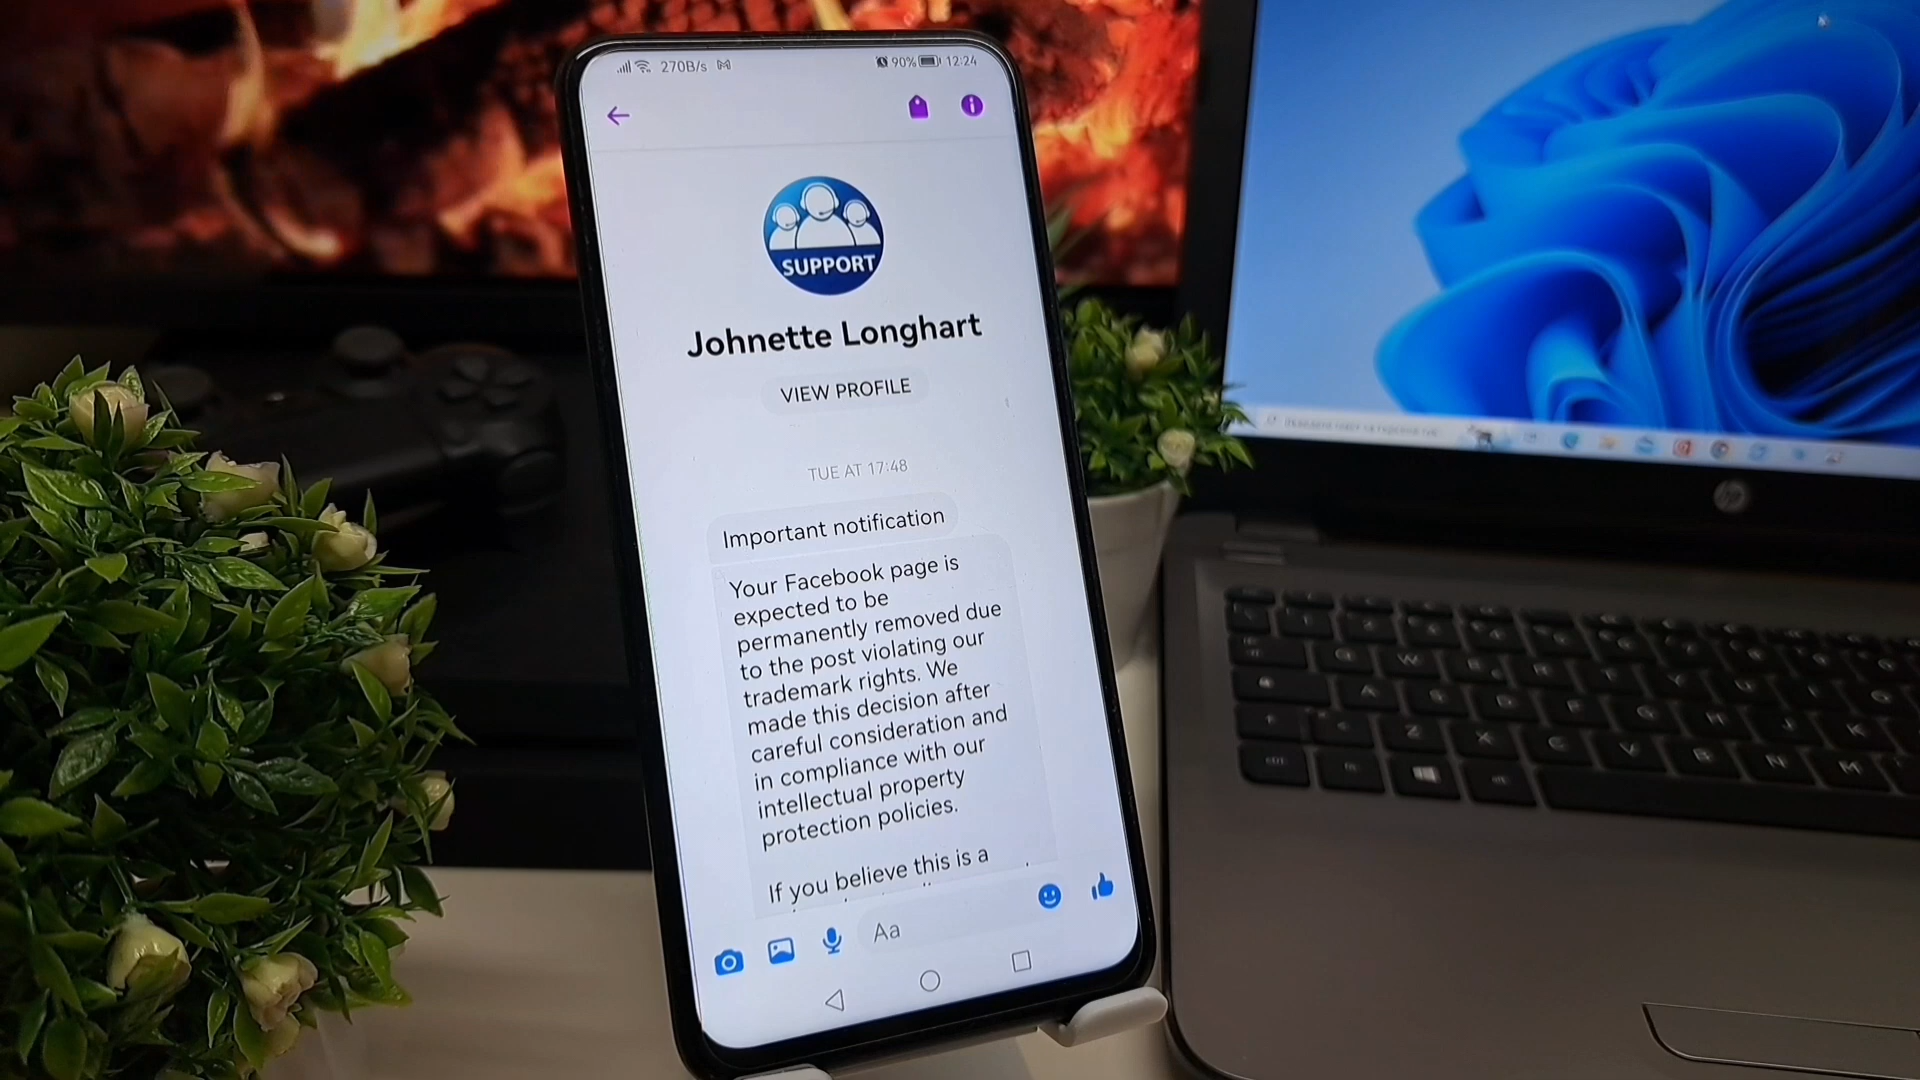 270B/s
90% 12:24
SUPPORT
Johnette Longhart
VIEW PROFILE
TUE AT 17:48
Important notification
Your Facebook page is
expected to be
permanently removed due
to the post violating our
trademark rights. We
made this decision after
careful consideration and
in compliance with our
intellectual property
protection policies.
If you believe this is a
Aa
hp